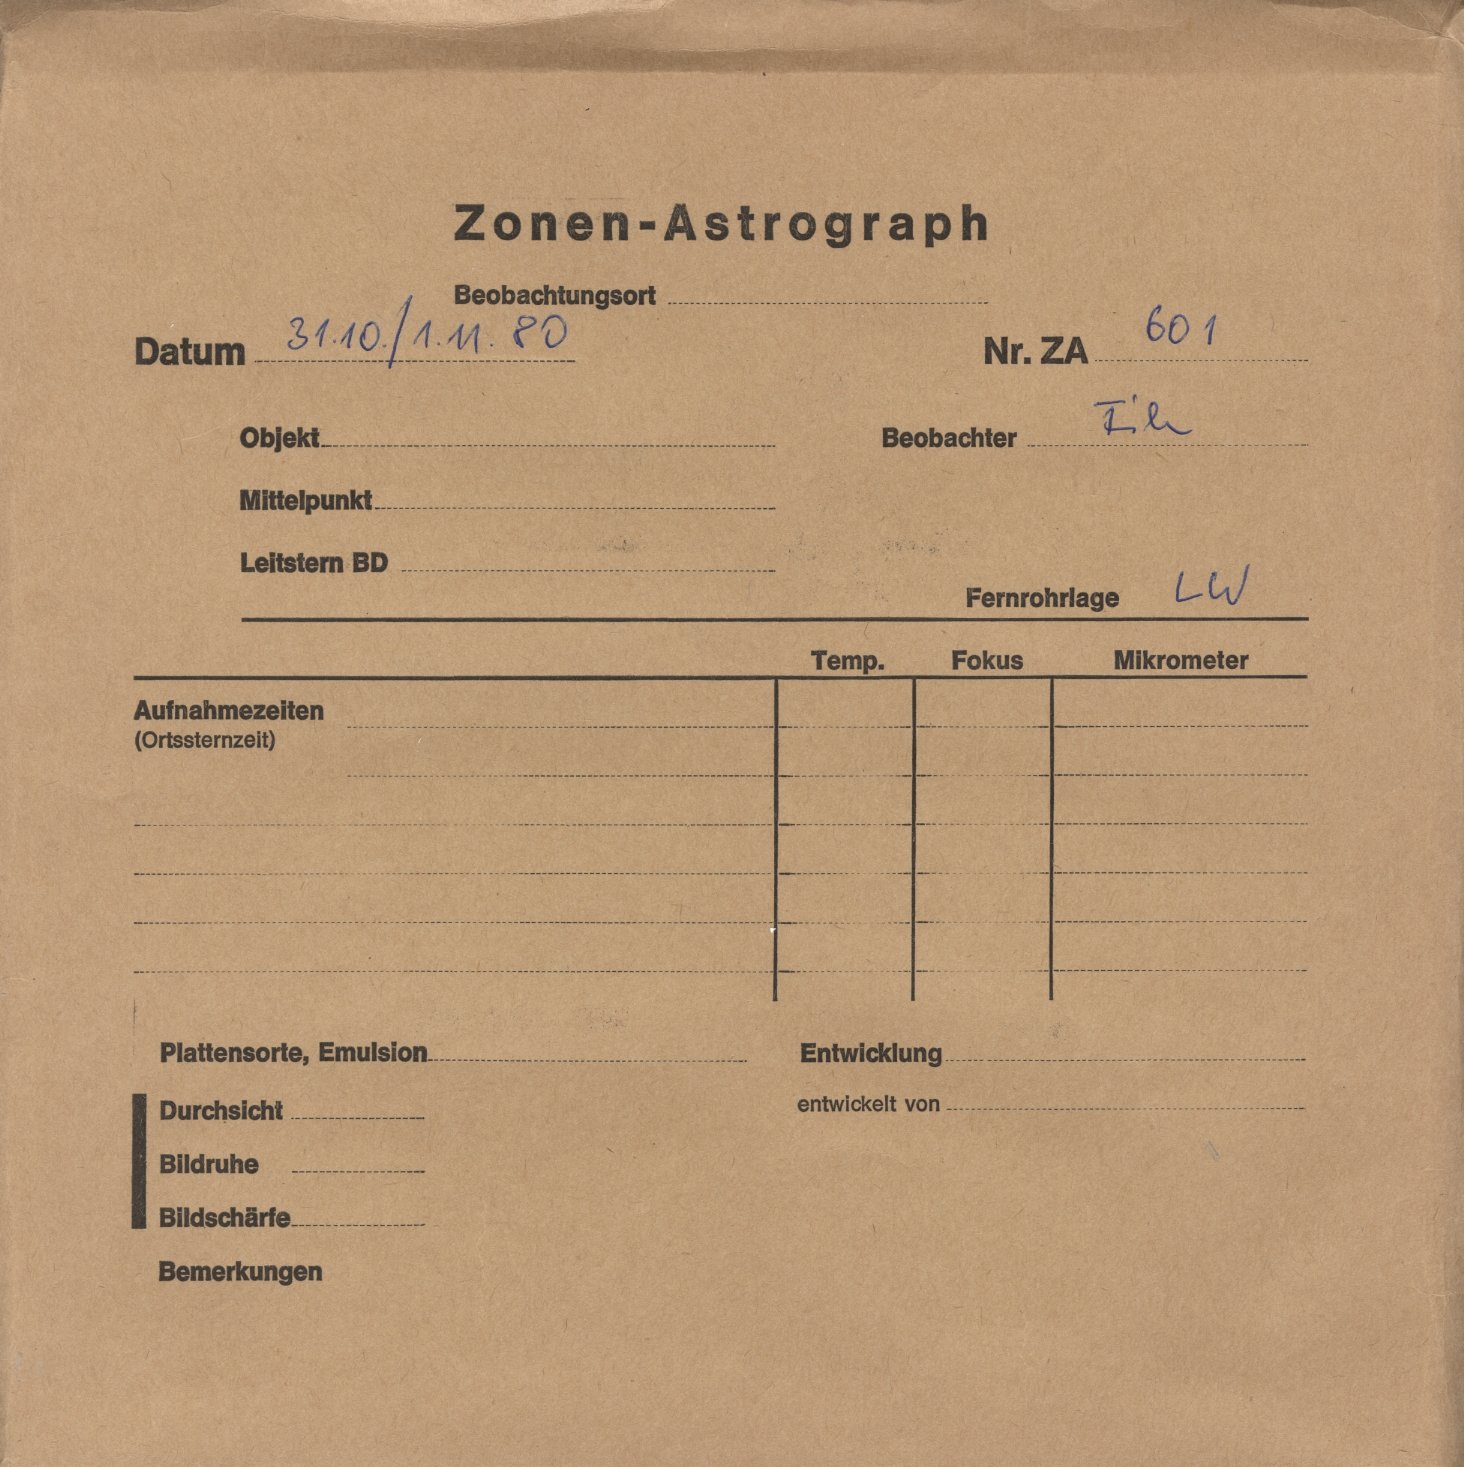 Zonen-Astrograph
Beobachtungsort
Datum 31.10./1.11. 80
Nr. ZA 601
Objekt
Beobachter
Mittelpunkt
Leitstern BD
Fernrohrlage LW
Temp. Fokus Mikrometer
Aufnahmezeiten
(Ortssternzeit)
Plattensorte, Emulsion
Entwicklung
Durchsicht
entwickelt von
Bildruhe
Bildschärfe
Bemerkungen